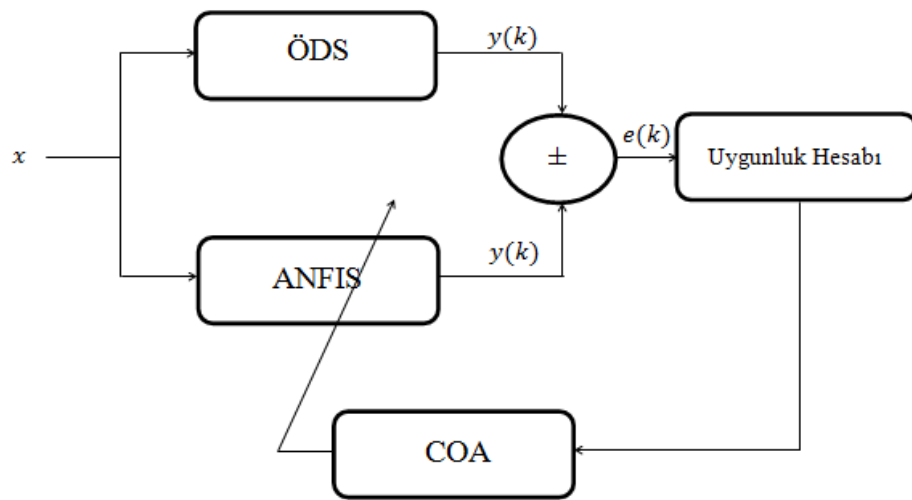 ÖDS
y(k)
x
±
e(k)
Uygunluk Hesabı
ANFIS
y(k)
COA